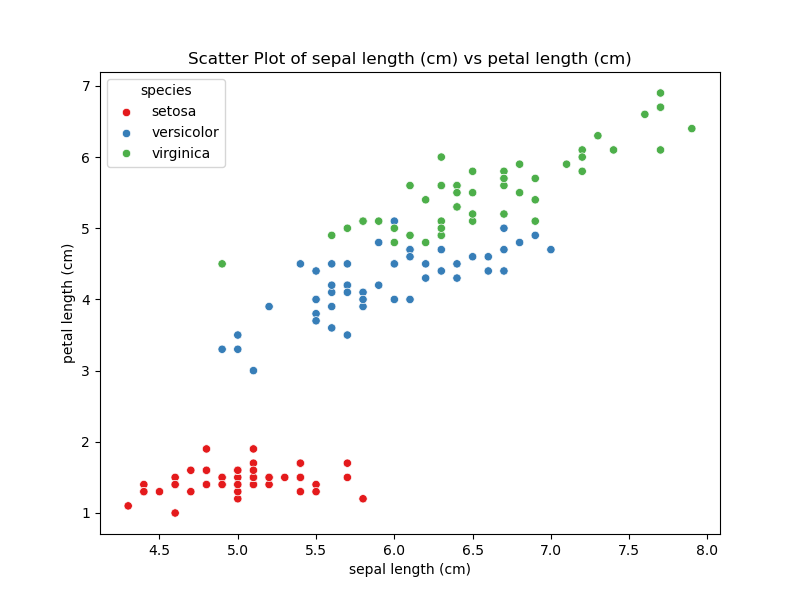 Scatter Plot of sepal length (cm) vs petal length (cm)
species
setosa
versicolor
virginica
petal length (cm)
7
6
5
4
3
2
1
4.5 5.0 5.5 6.0 6.5 7.0 7.5 8.0
sepal length (cm)